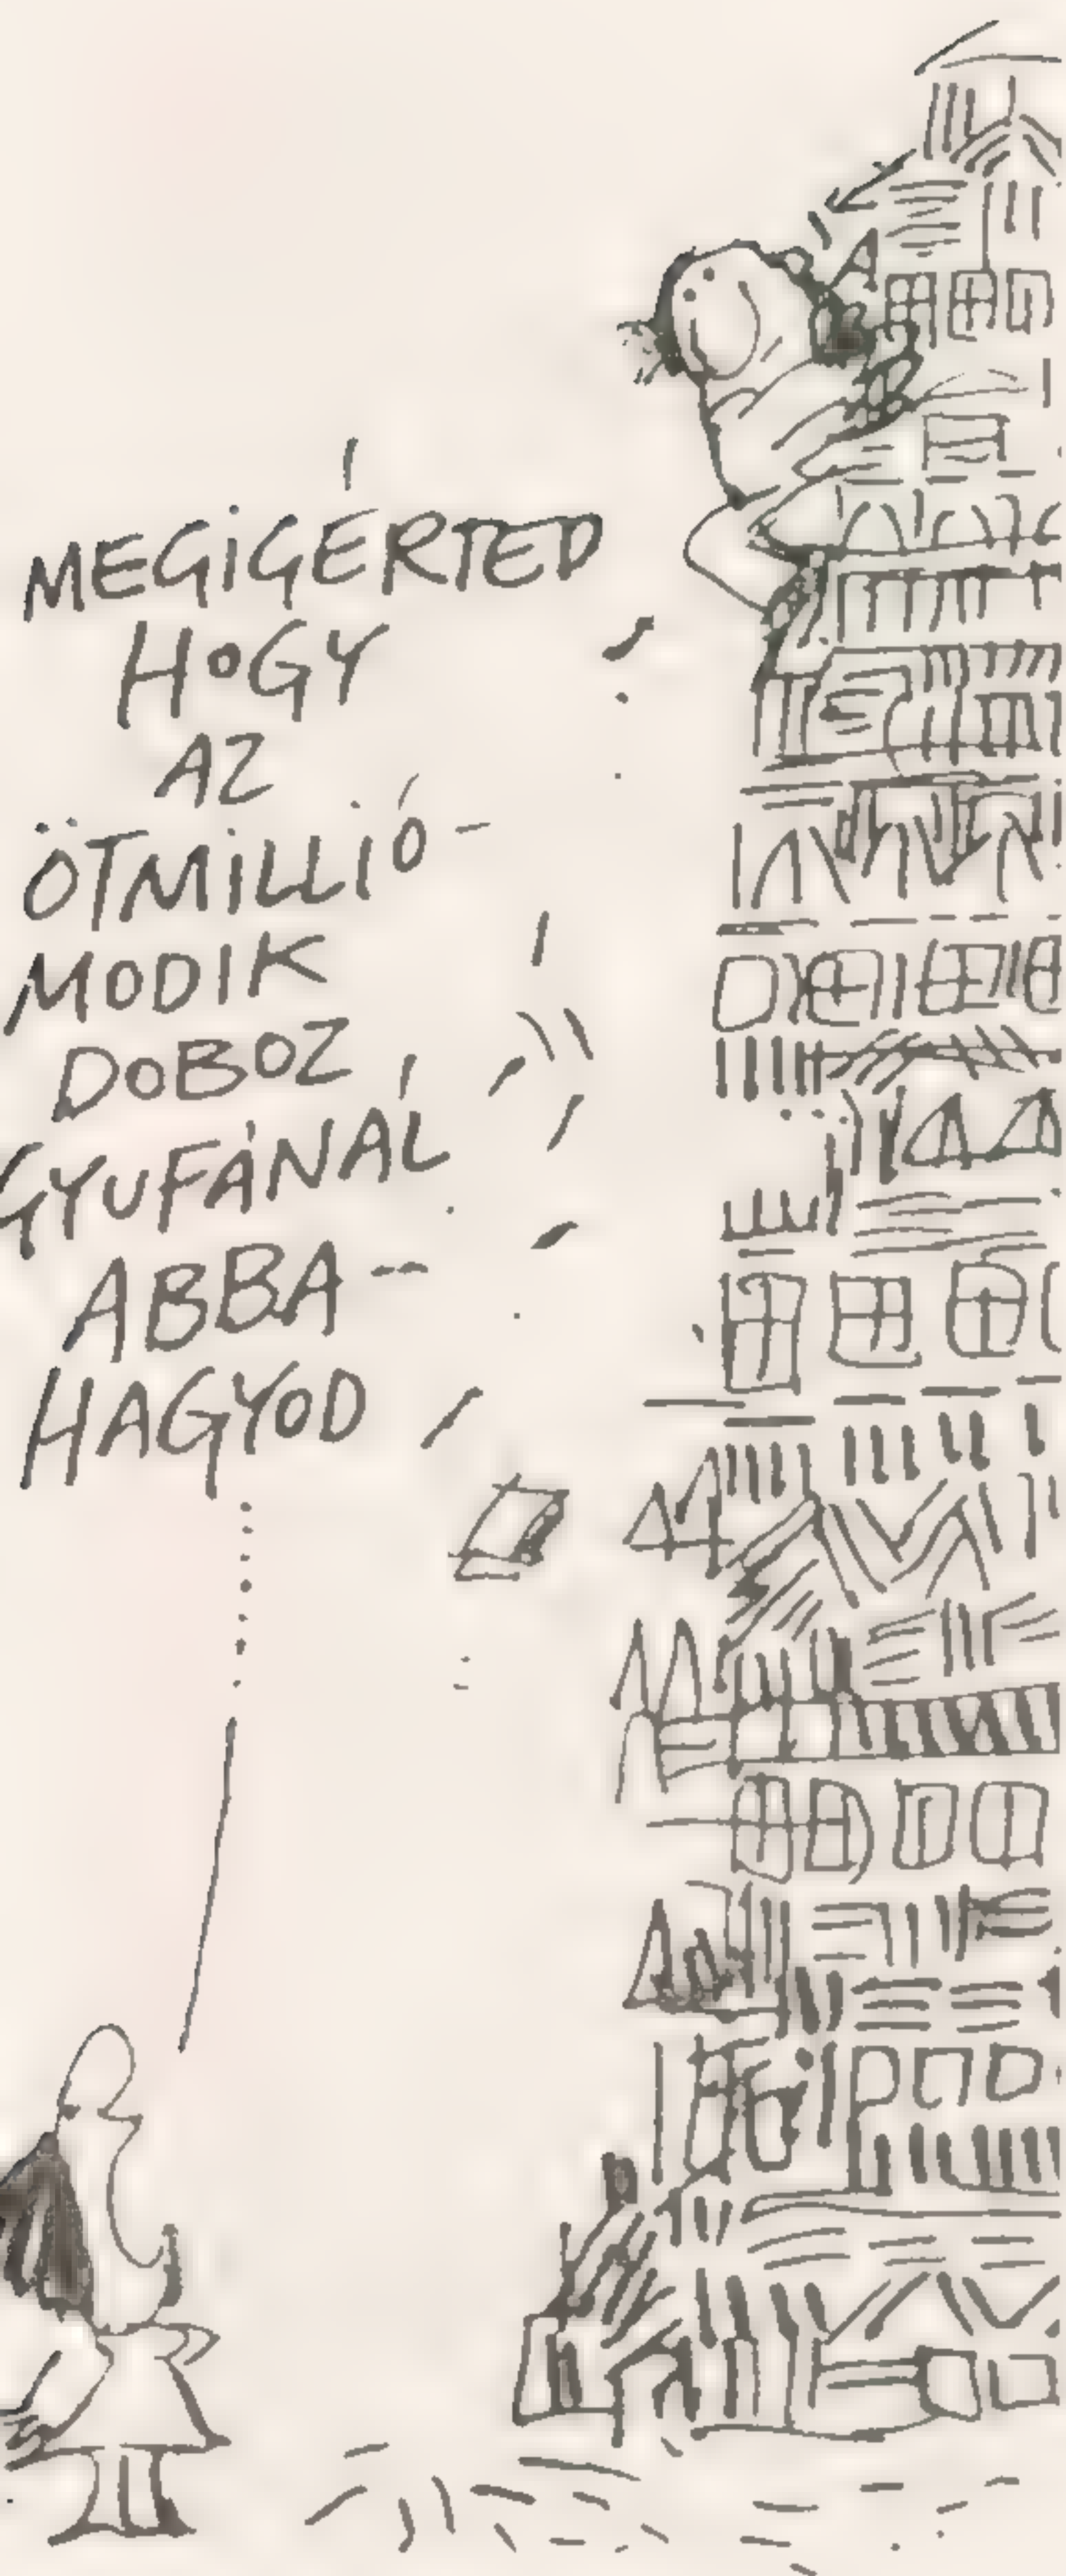 MEGIGÉRTED
HOGY
AZ
ÖTMILLIÓ-
MODIK
DOBOZ
GYUFÁNÁL
ABBA-
HAGYOD